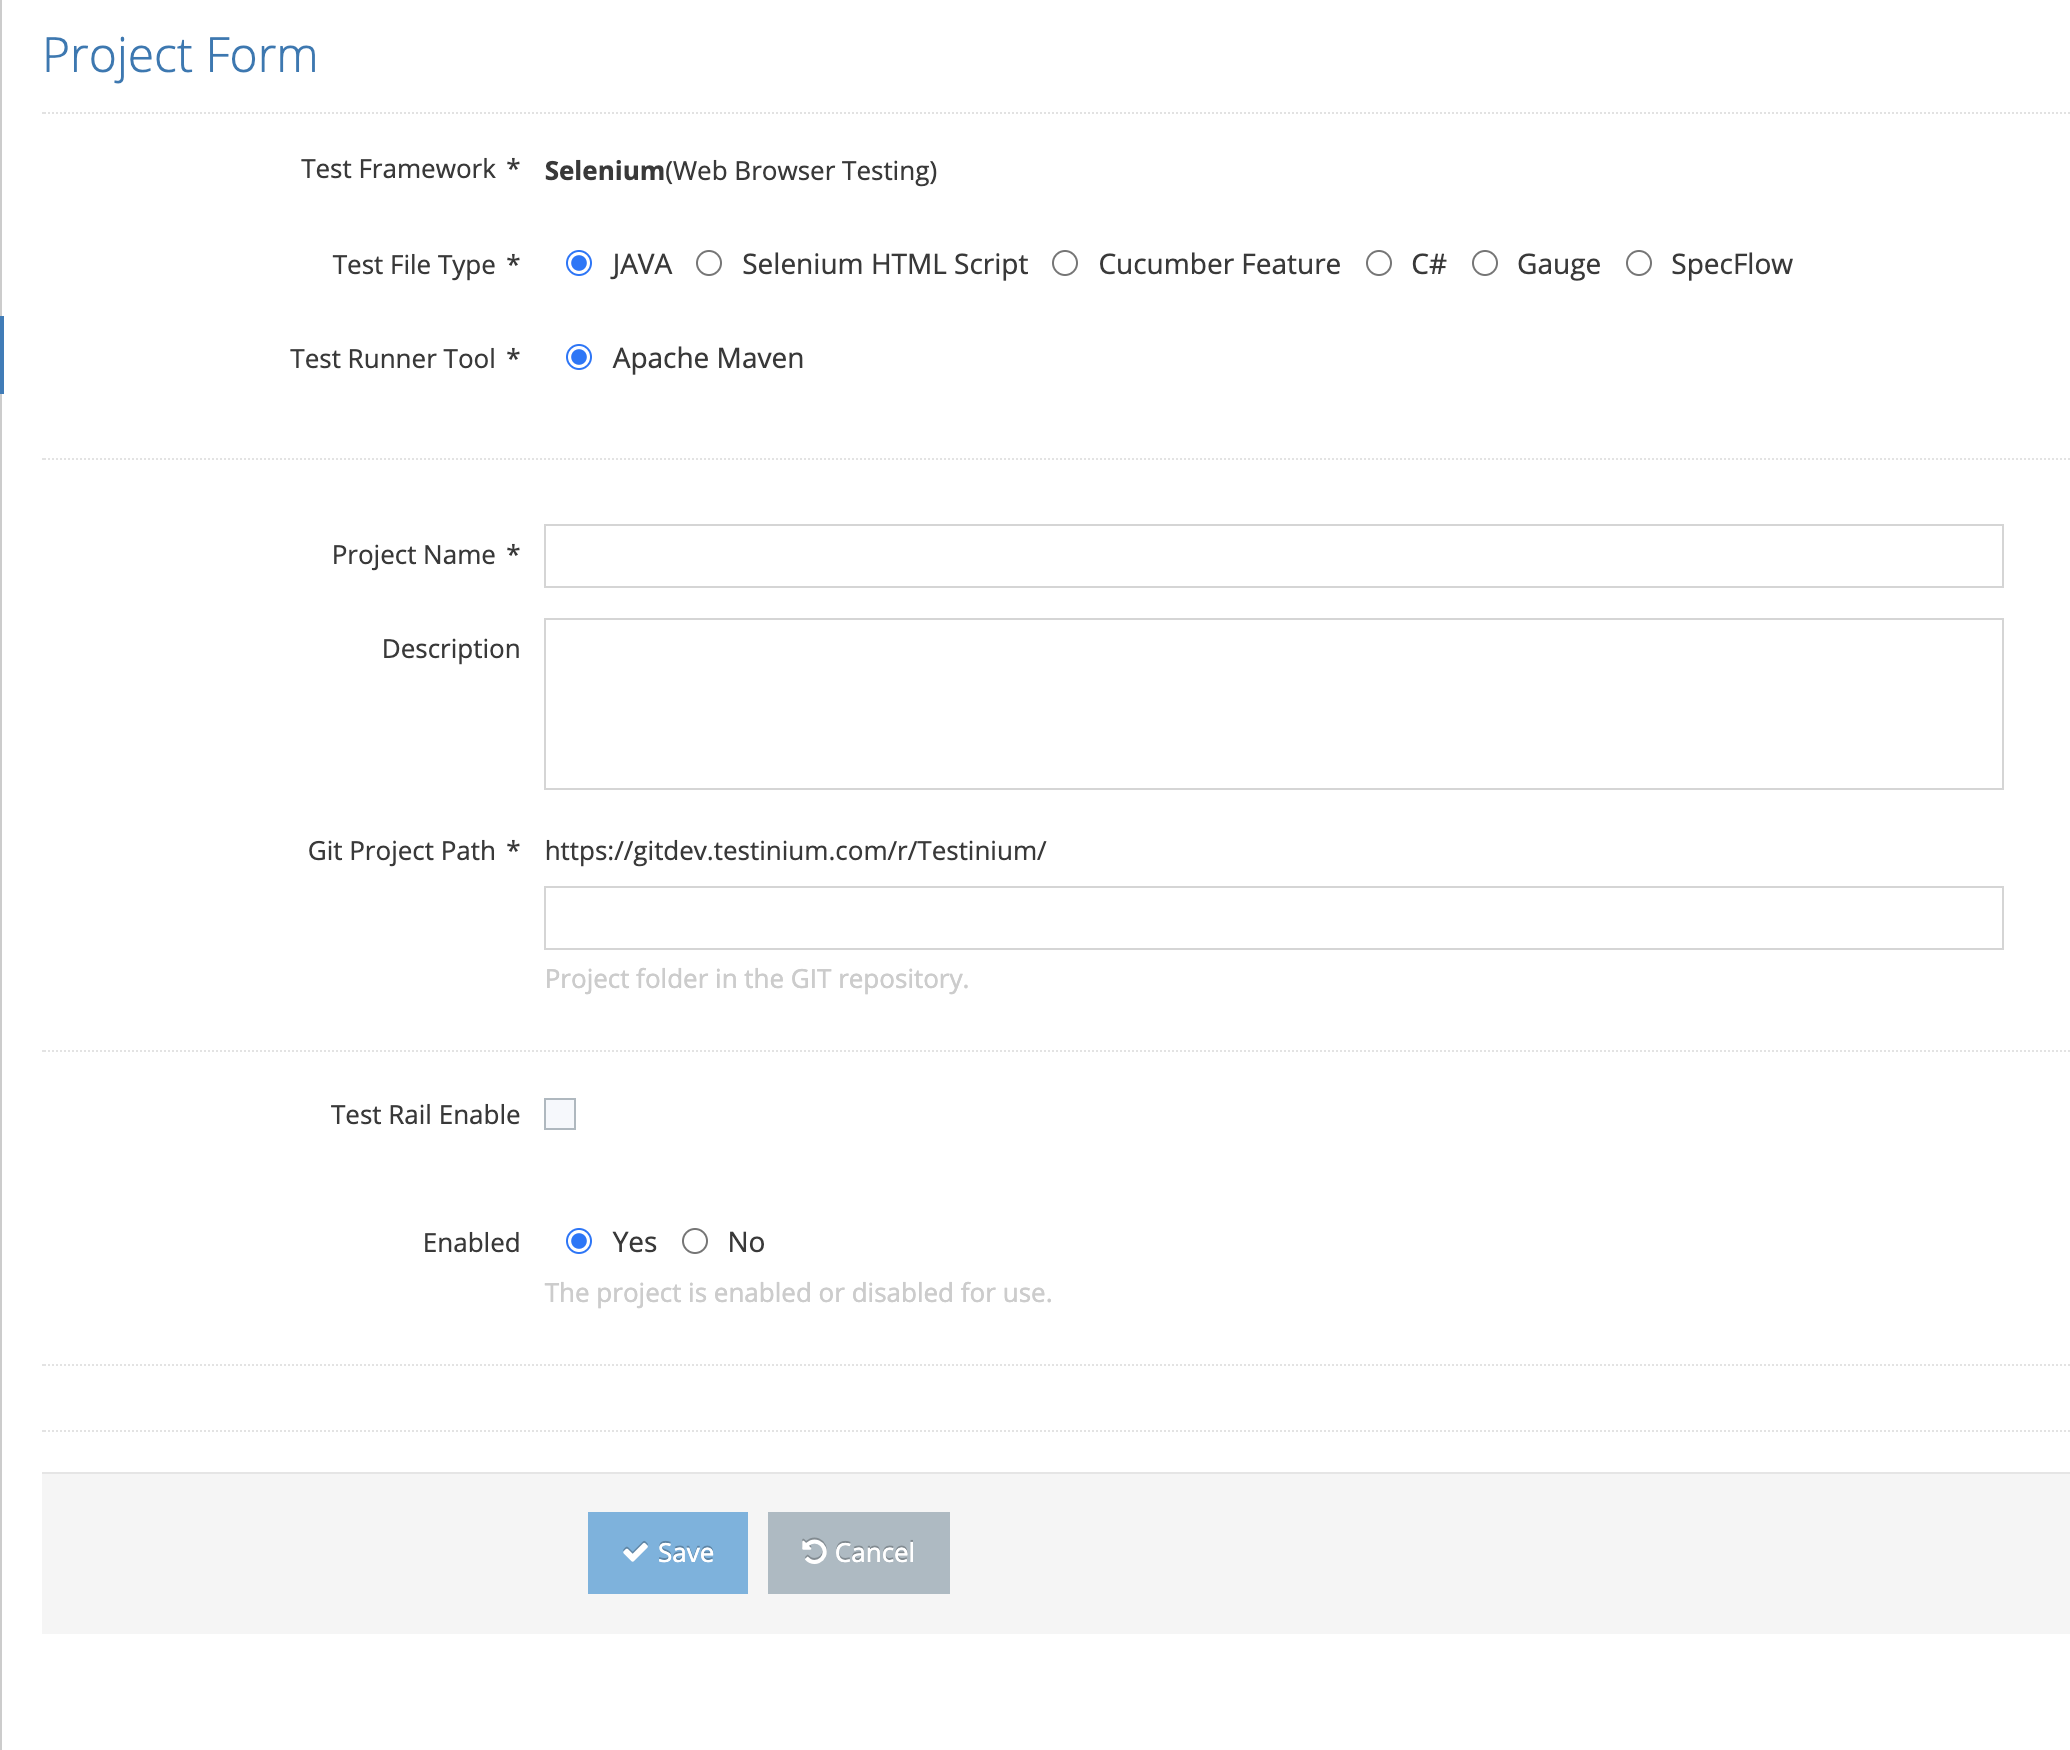 Project Form
Test Framework * Selenium(Web Browser Testing)
Test File Type * JAVA Selenium HTML Script Cucumber Feature C# Gauge SpecFlow
Test Runner Tool * Apache Maven
Project Name *
Description
Git Project Path * https://gitdev.testinium.com/r/Testinium/
Project folder in the GIT repository.
Test Rail Enable
Enabled Yes No
The project is enabled or disabled for use.
Save Cancel